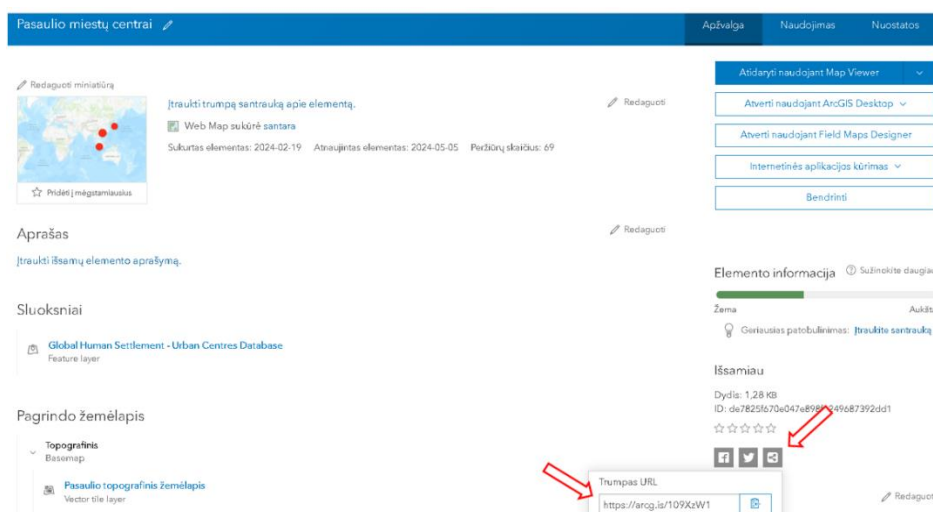 Pasaulio miestų centrai
Apžvalga Naudojimas Nuostatos
Redaguoti miniatiūrą
Įtraukti trumpą santrauką apie elementą.
Redaguoti
Web Map sukūrė santara
Sukurtas elementas: 2024-02-19 Atnaujintas elementas: 2024-05-05 Peržiūrų skaičius: 69
Pridėti į mėgstamiausius
Atidaryti naudojant Map Viewer
Atverti naudojant ArcGIS Desktop
Atverti naudojant Field Maps Designer
Internetinės aplikacijos kūrimas
Bendrinti
Aprašas
Redaguoti
Įtraukti išsamų elemento aprašymą.
Sluoksniai
Global Human Settlement - Urban Centres Database
Feature layer
Pagrindo žemėlapis
Topografinis
Basemap
Pasaulio topografinis žemėlapis
Vector tile layer
Elemento informacija
Sužinokite daugiau
Žema
Geriausias patobulinimas: Įtraukite santrauką
Išsamiau
Dydis: 1,28 KB
Trumpas URL
https://arcg.is/109XzW1